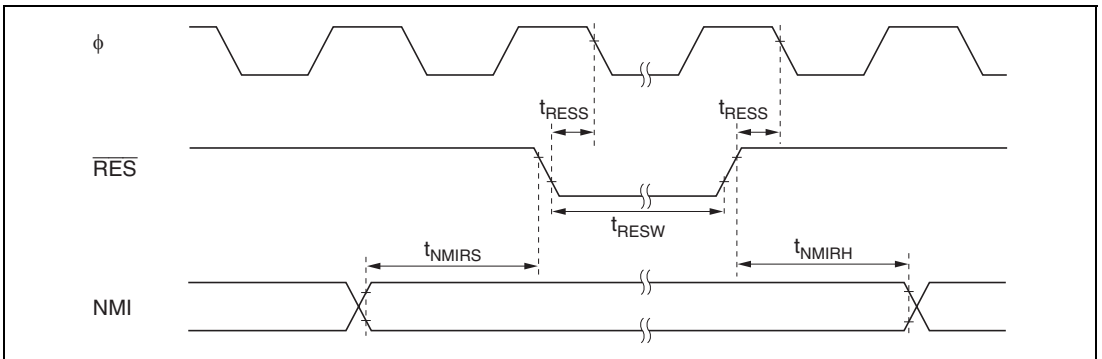 ϕ
tRESS tRESS
RES
tRESW
tNMIRS tNMIRH
NMI